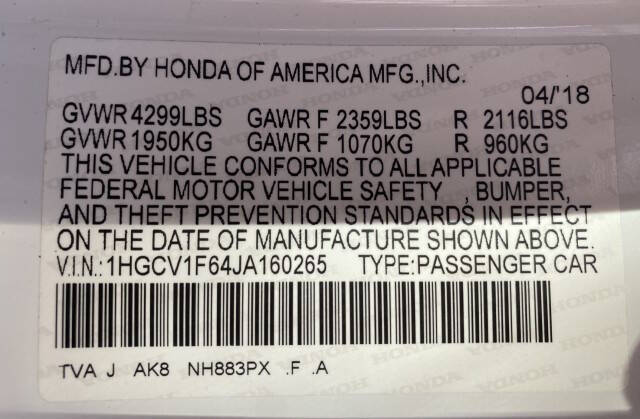 MFD.BY HONDA OF AMERICA MFG.,INC.
04/'18
GVWR 4299LBS GAWR F 2359LBS R 2116LBS
GVWR 1950KG GAWR F 1070KG R 960KG
THIS VEHICLE CONFORMS TO ALL APPLICABLE
FEDERAL MOTOR VEHICLE SAFETY , BUMPER,
AND THEFT PREVENTION STANDARDS IN EFFECT
ON THE DATE OF MANUFACTURE SHOWN ABOVE.
V.I.N.:1HGCV1F64JA160265 TYPE:PASSENGER CAR
TVA J AK8 NH883PX .F .A